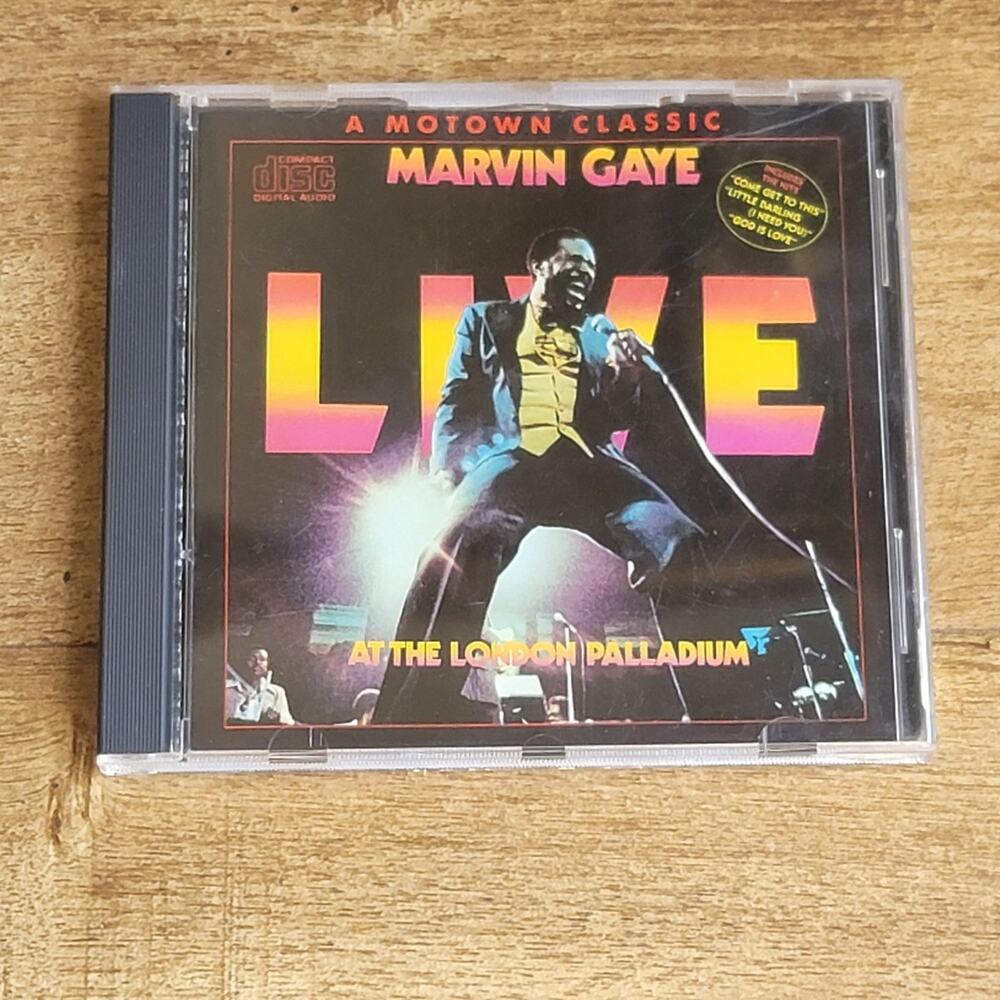 A MOTOWN CLASSIC
COMPACT
disc
DIGITAL AUDIO
MARVIN GAYE
INCLUDES
THE HITS
"COME GET TO THIS"
"LITTLE DARLING
(I NEED YOU)"
"GOD IS LOVE"
LIVE
AT THE LONDON PALLADIUM